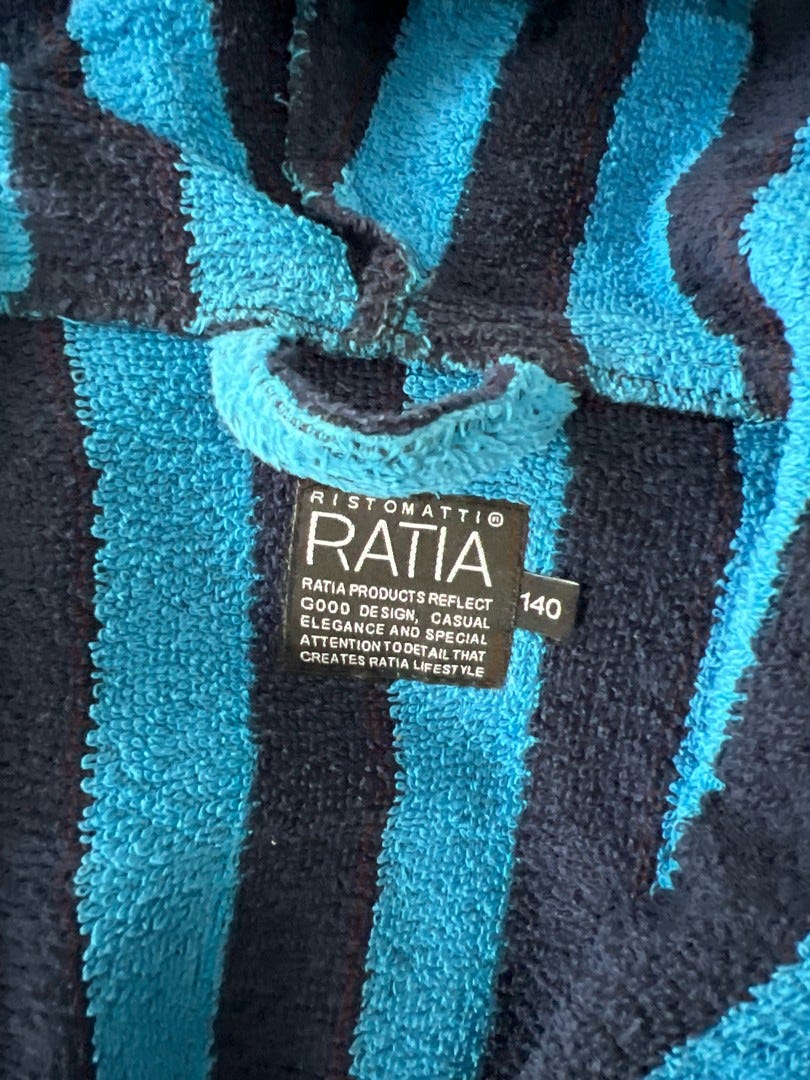 RISTOMATTI
RATIA
RATIA PRODUCTS REFLECT
GOOD DESIGN, CASUAL
ELEGANCE AND SPECIAL
ATTENTION TO DETAIL THAT
CREATES RATIA LIFESTYLE
140